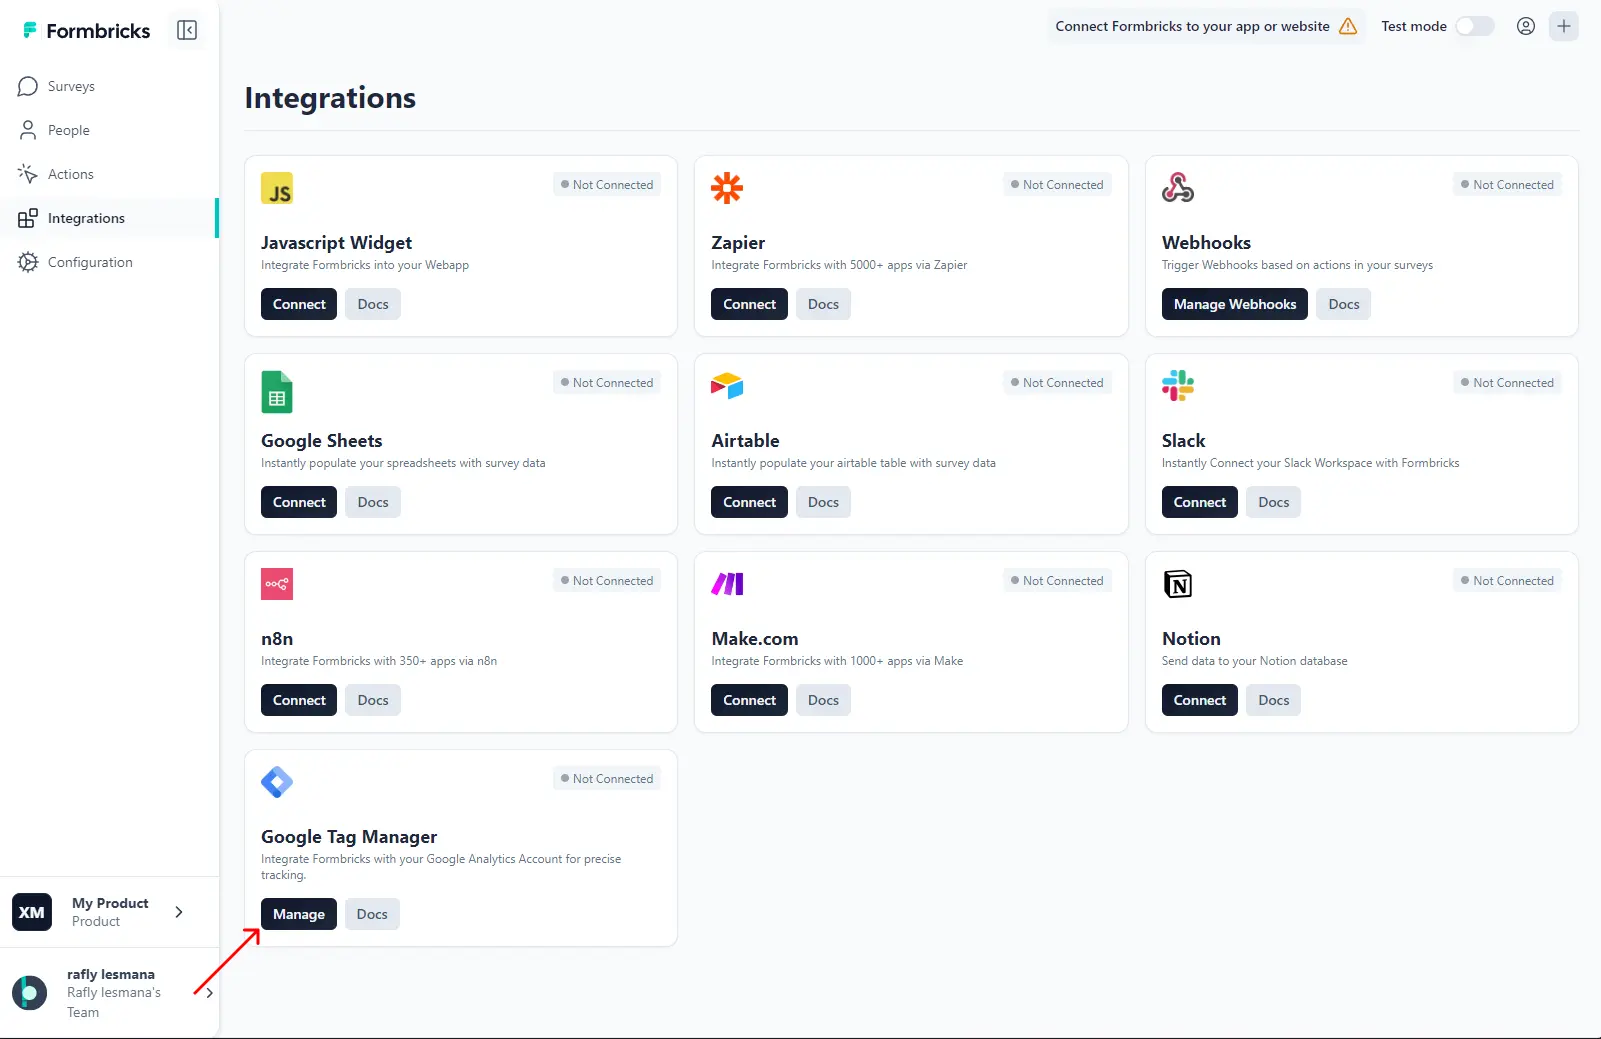 Formbricks
Connect Formbricks to your app or website
Test mode
Surveys
People
Actions
Integrations
Configuration
Integrations
JS
Not Connected
Javascript Widget
Integrate Formbricks into your Webapp
Connect
Docs
Not Connected
Zapier
Integrate Formbricks with 5000+ apps via Zapier
Connect
Docs
Not Connected
Webhooks
Trigger Webhooks based on actions in your surveys
Manage Webhooks
Docs
Not Connected
Google Sheets
Instantly populate your spreadsheets with survey data
Connect
Docs
Not Connected
Airtable
Instantly populate your airtable table with survey data
Connect
Docs
Not Connected
Slack
Instantly Connect your Slack Workspace with Formbricks
Connect
Docs
Not Connected
n8n
Integrate Formbricks with 350+ apps via n8n
Connect
Docs
Not Connected
Make.com
Integrate Formbricks with 1000+ apps via Make
Connect
Docs
N
Not Connected
Notion
Send data to your Notion database
Connect
Docs
Not Connected
Google Tag Manager
Integrate Formbricks with your Google Analytics Account for precise
tracking.
Manage
Docs
XM
My Product
Product
rafly lesmana
Rafly lesmana's
Team